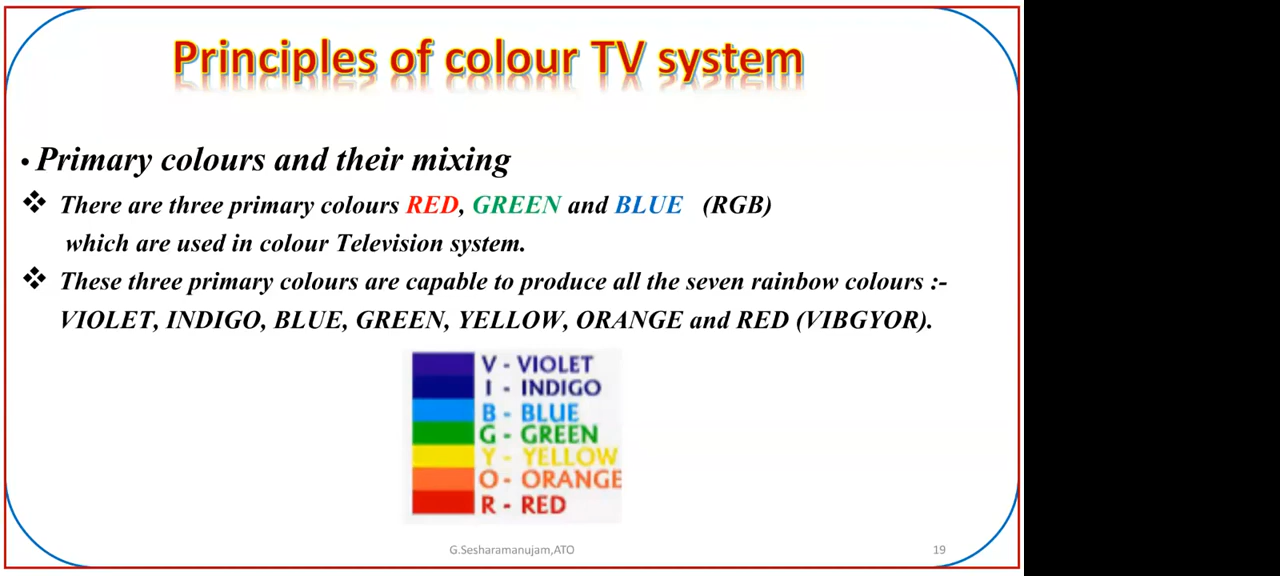 Principles of colour TV system
• Primary colours and their mixing
❖ There are three primary colours RED, GREEN and BLUE (RGB)
which are used in colour Television system.
❖ These three primary colours are capable to produce all the seven rainbow colours :-
VIOLET, INDIGO, BLUE, GREEN, YELLOW, ORANGE and RED (VIBGYOR).
V - VIOLET
I - INDIGO
B - BLUE
G - GREEN
Y - YELLOW
O - ORANGE
R - RED
G.Sesharamanujam,ATO
19